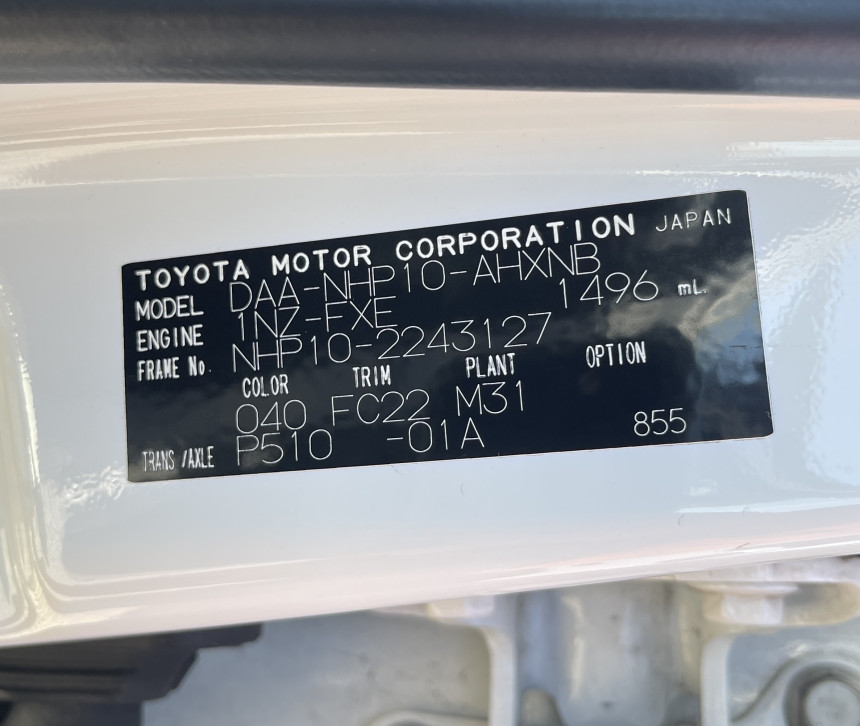 TOYOTA MOTOR CORPORATION JAPAN
MODEL DAA-NHP10-AHXNB
ENGINE 1NZ-FXE 1496 mL.
FRAME No. NHP10-2243127
COLOR TRIM PLANT OPTION
040 FC22 M31
TRANS/AXLE P510 -01A 855